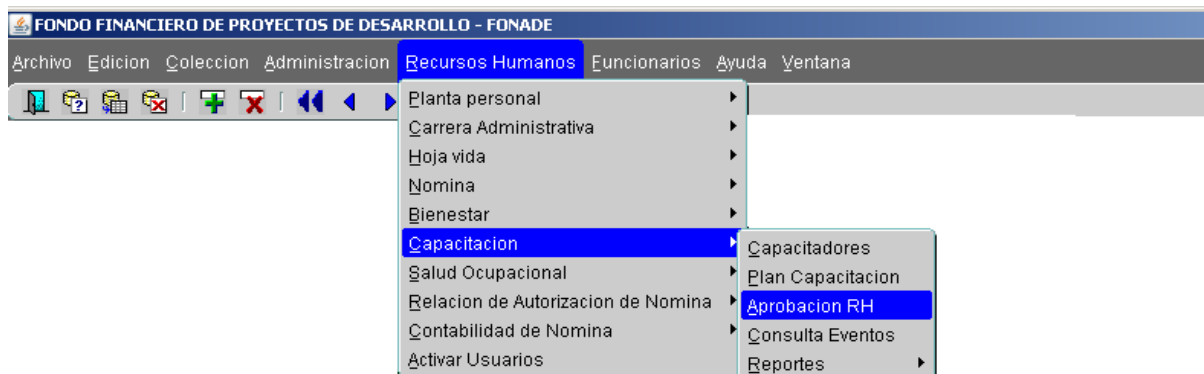 FONDO FINANCIERO DE PROYECTOS DE DESARROLLO - FONADE
Archivo Edicion Coleccion Administracion Recursos Humanos Funcionarios Ayuda Ventana
Planta personal
Carrera Administrativa
Hoja vida
Nomina
Bienestar
Capacitacion
Salud Ocupacional
Relacion de Autorizacion de Nomina
Contabilidad de Nomina
Activar Usuarios
Capacitadores
Plan Capacitacion
Aprobacion RH
Consulta Eventos
Reportes